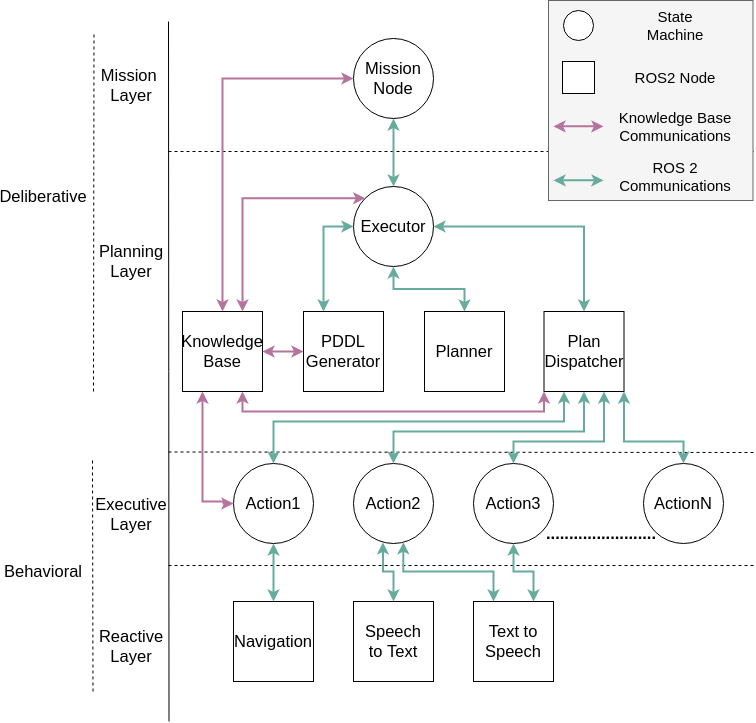 State
Machine
ROS2 Node
Knowledge Base
Communications
ROS 2
Communications
Mission
Layer
Mission
Node
Deliberative
Executor
Planning
Layer
Knowledge
Base
PDDL
Generator
Planner
Plan
Dispatcher
Executive
Layer
Action1
Action2
Action3
ActionN
Behavioral
Reactive
Layer
Navigation
Speech
to Text
Text to
Speech